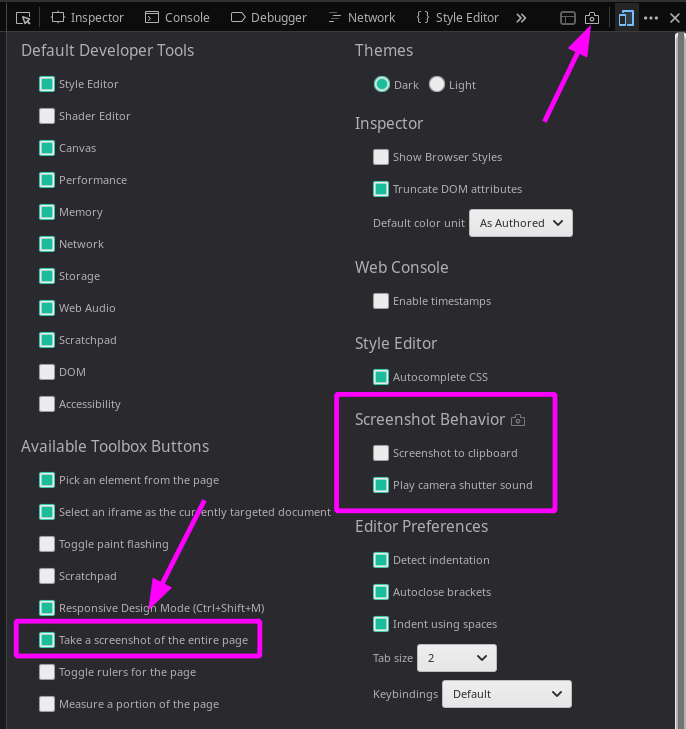 Inspector
Console
Debugger
Network
Style Editor
Default Developer Tools
Style Editor
Shader Editor
Canvas
Performance
Memory
Network
Storage
Web Audio
Scratchpad
DOM
Accessibility
Available Toolbox Buttons
Pick an element from the page
Select an iframe as the currently targeted document
Toggle paint flashing
Scratchpad
Responsive Design Mode (Ctrl+Shift+M)
Take a screenshot of the entire page
Toggle rulers for the page
Measure a portion of the page
Themes
Dark
Light
Inspector
Show Browser Styles
Truncate DOM attributes
Default color unit As Authored
Web Console
Enable timestamps
Style Editor
Autocomplete CSS
Screenshot Behavior
Screenshot to clipboard
Play camera shutter sound
Editor Preferences
Detect indentation
Autoclose brackets
Indent using spaces
Tab size 2
Keybindings Default